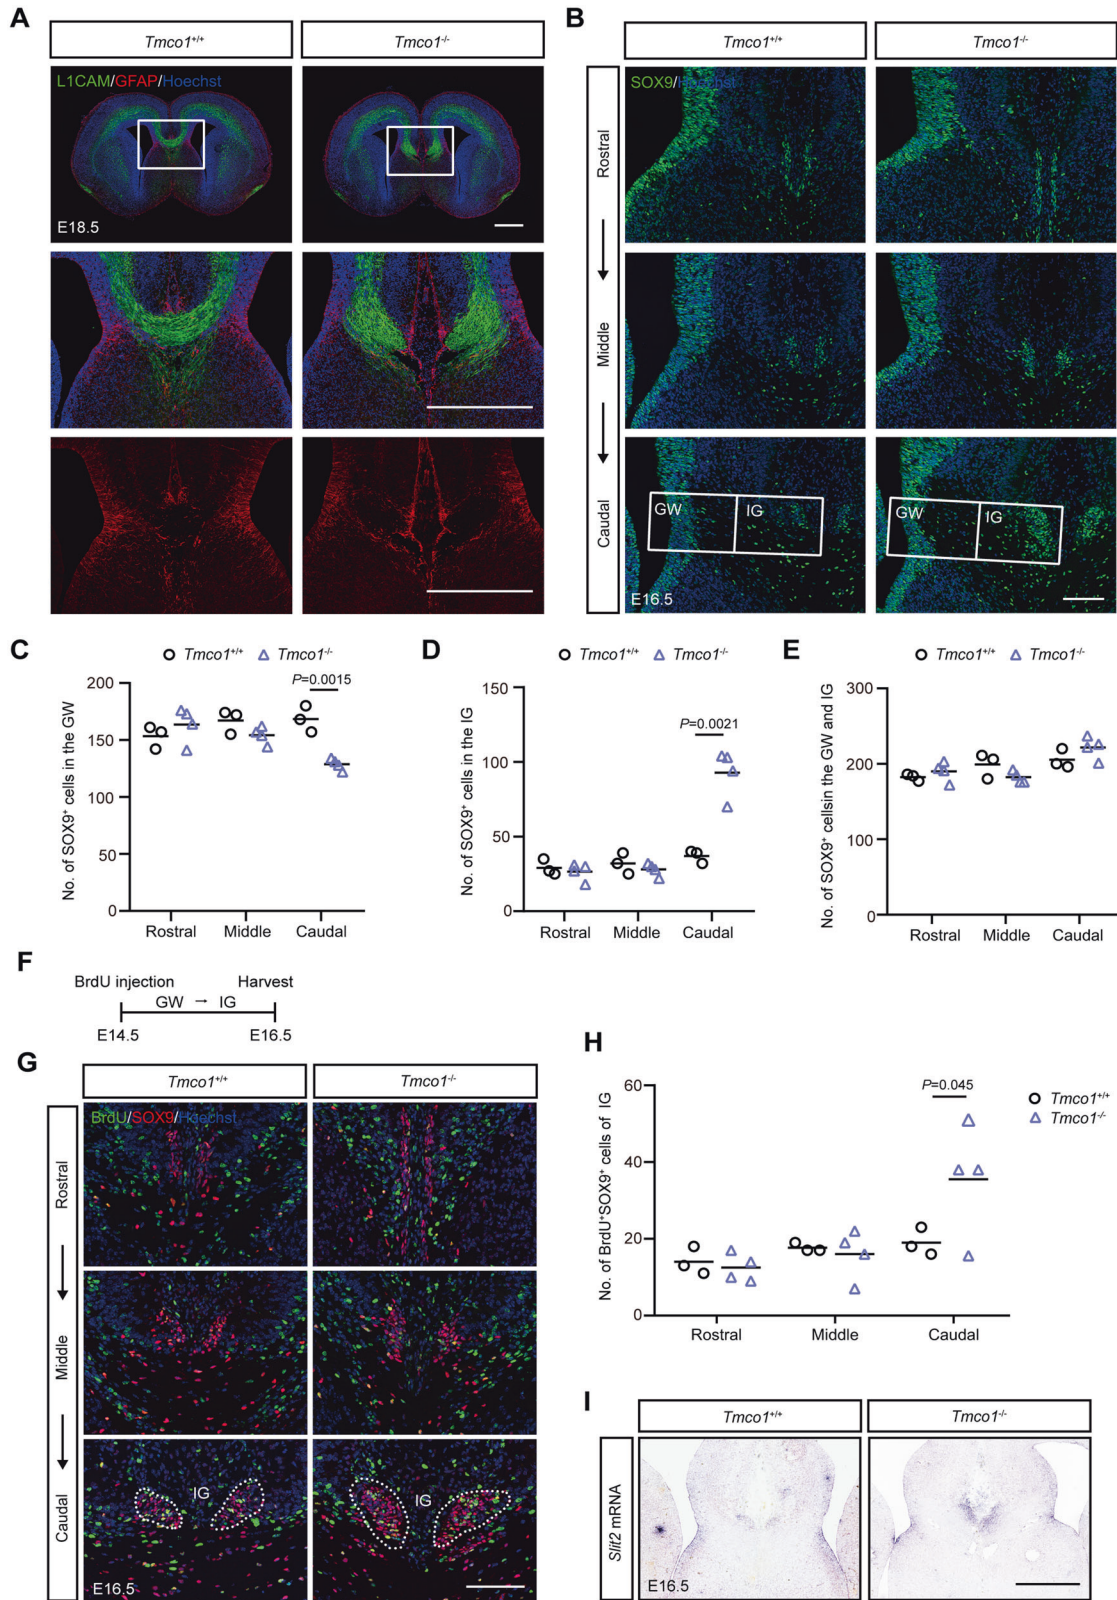 A
Tmco1+/+
Tmco1-/-
L1CAM/GFAP/Hoechst
E18.5
B
Tmco1+/+
Tmco1-/-
SOX9/Hoechst
Rostral
Middle
Caudal
GW
IG
GW
IG
E16.5
C
Tmco1+/+
Tmco1-/-
P=0.0015
200
150
100
50
0
No. of SOX9+ cells in the GW
Rostral
Middle
Caudal
D
Tmco1+/+
Tmco1-/-
P=0.0021
150
100
50
0
No. of SOX9+ cells in the IG
Rostral
Middle
Caudal
E
Tmco1+/+
Tmco1-/-
300
200
100
0
No. of SOX9+ cellsin the GW and IG
Rostral
Middle
Caudal
F
BrdU injection
Harvest
GW → IG
E14.5
E16.5
G
Tmco1+/+
Tmco1-/-
BrdU/SOX9/Hoechst
Rostral
Middle
Caudal
IG
IG
E16.5
H
P=0.045
Tmco1+/+
Tmco1-/-
60
40
20
0
No. of BrdU+SOX9+ cells of IG
Rostral
Middle
Caudal
I
Tmco1+/+
Tmco1-/-
Slit2 mRNA
E16.5